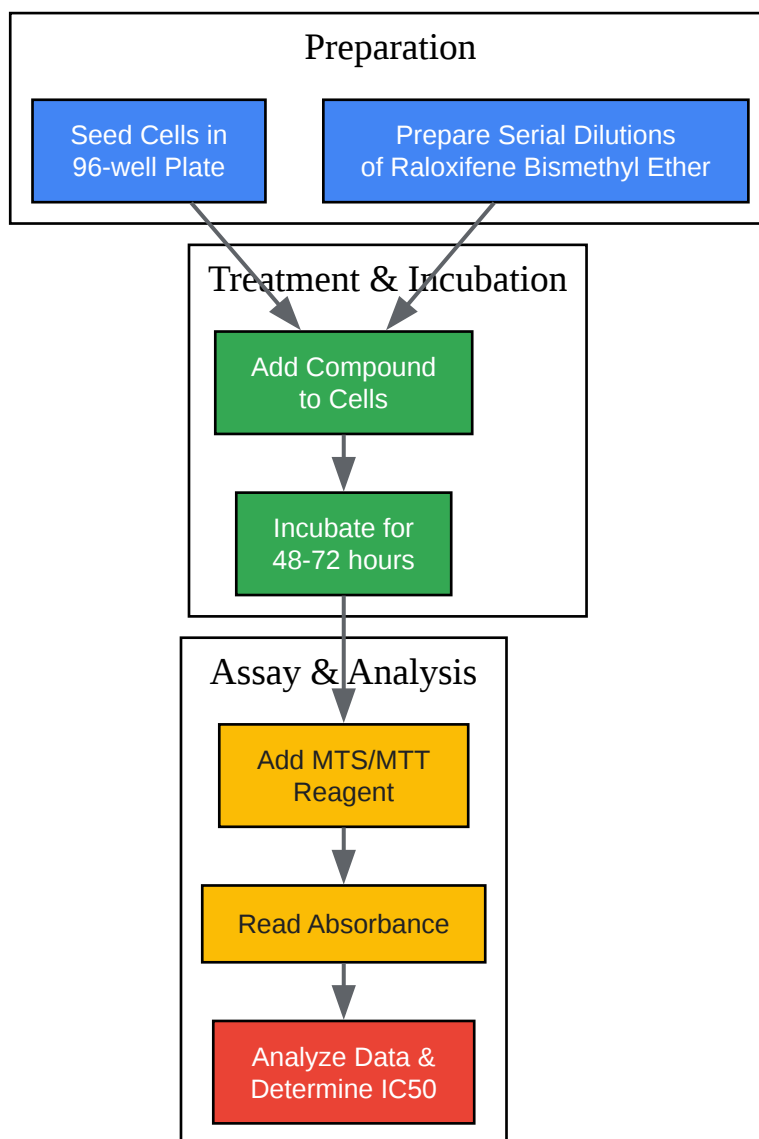 Preparation
Seed Cells in
96-well Plate
Prepare Serial Dilutions
of Raloxifene Bismethyl Ether
Treatment & Incubation
Add Compound
to Cells
Incubate for
48-72 hours
Assay & Analysis
Add MTS/MTT
Reagent
Read Absorbance
Analyze Data &
Determine IC50